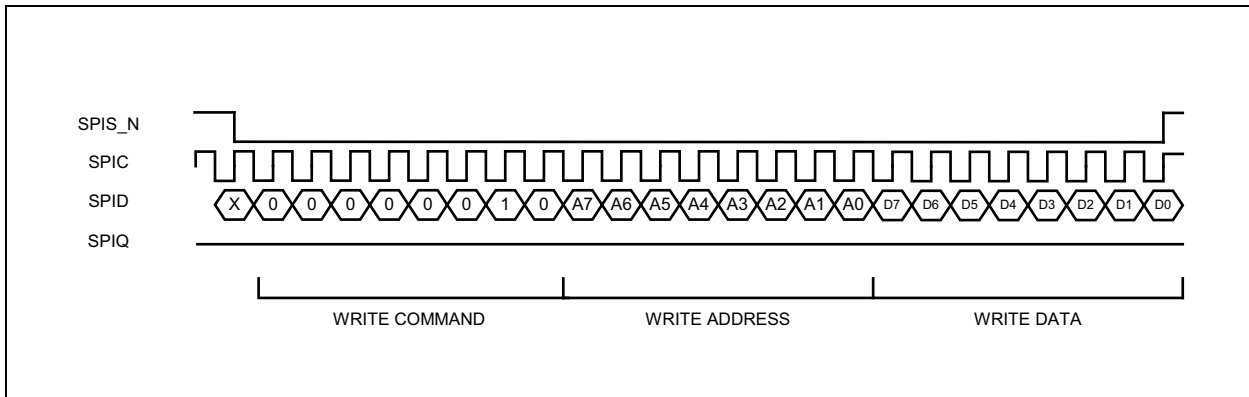 SPIS_N
SPIC
SPID X 0 0 0 0 0 0 1 0 A7 A6 A5 A4 A3 A2 A1 A0 D7 D6 D5 D4 D3 D2 D1 D0
SPIQ
WRITE COMMAND WRITE ADDRESS WRITE DATA